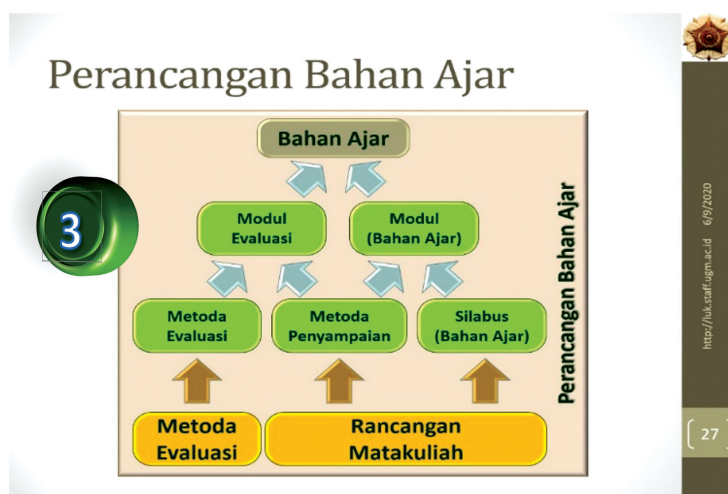 Perancangan Bahan Ajar
3
Bahan Ajar
Modul
Evaluasi
Modul
(Bahan Ajar)
Metoda
Evaluasi
Metoda
Penyampaian
Silabus
(Bahan Ajar)
Metoda
Evaluasi
Rancangan
Matakuliah
Perancangan Bahan Ajar
http://luk.staff.ugm.ac.id 6/9/2020
27